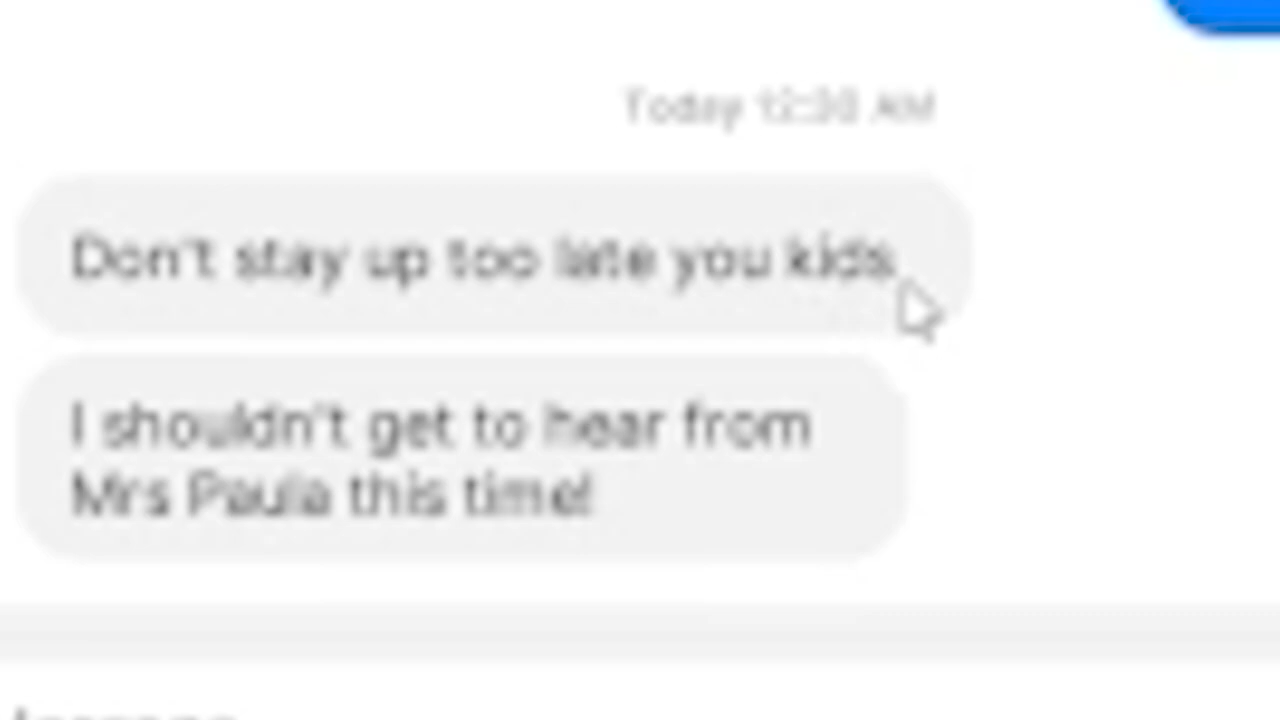 Today 12:30 AM
Don't stay up too late you kids
I shouldn't get to hear from
Mrs Paula this time!